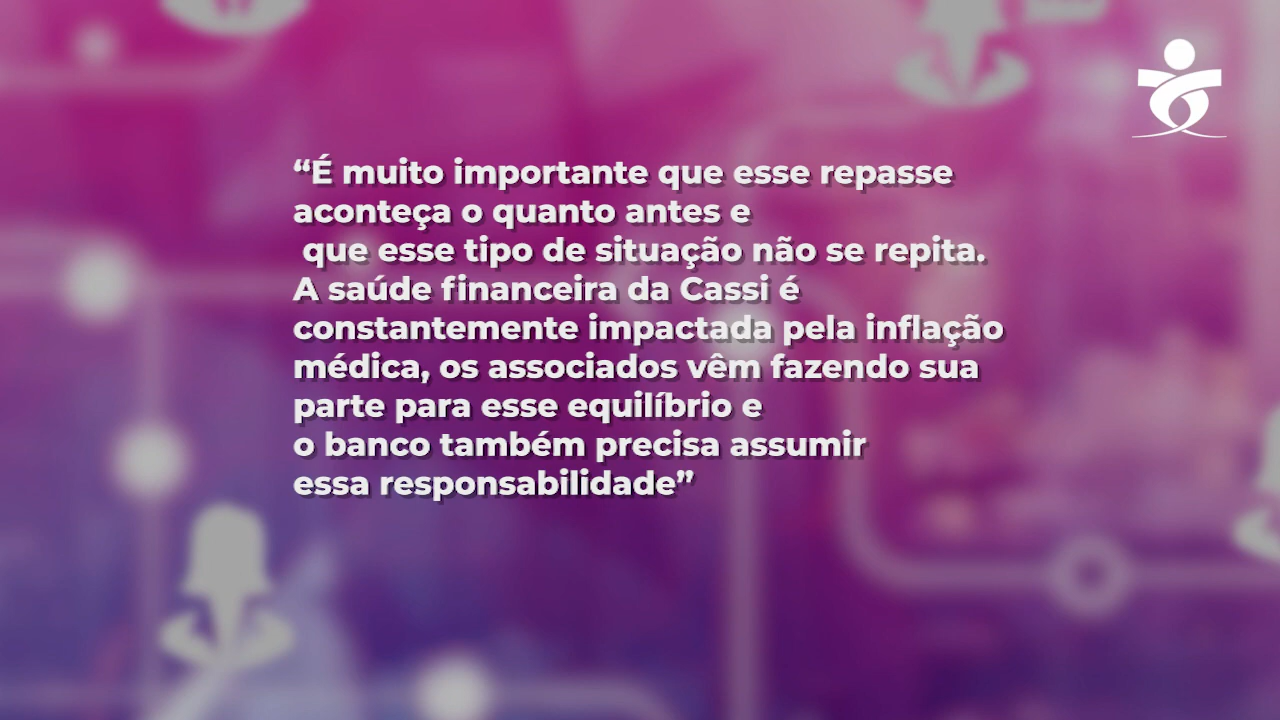 “É muito importante que esse repasse
aconteça o quanto antes e
que esse tipo de situação não se repita.
A saúde financeira da Cassi é
constantemente impactada pela inflação
médica, os associados vêm fazendo sua
parte para esse equilíbrio e
o banco também precisa assumir
essa responsabilidade”